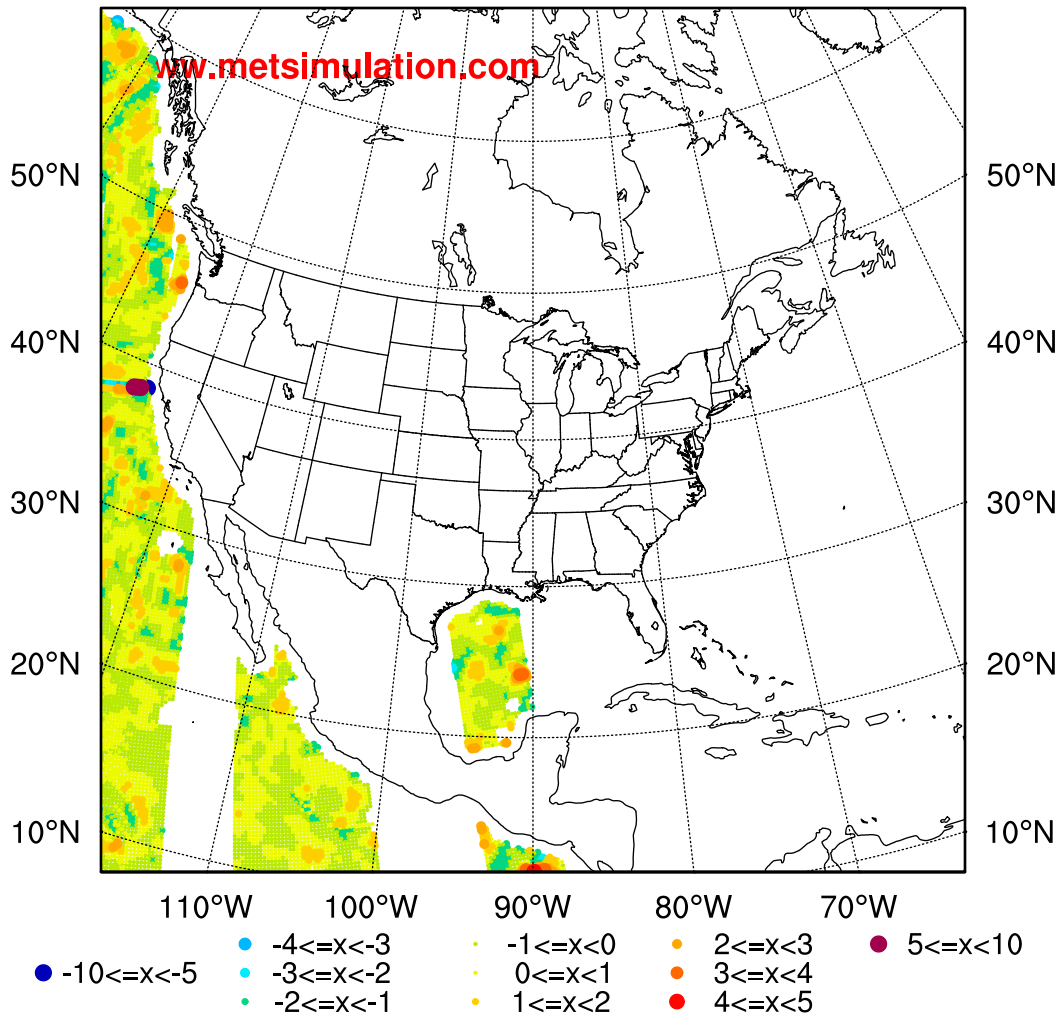 ww.metsimulation.com
50°N 50°N
40°N 40°N
30°N 30°N
20°N 20°N
10°N 10°N
110°W 100°W 90°W 80°W 70°W
-4<=x<-3 -1<=x<0 2<=x<3 5<=x<10
-10<=x<-5 -3<=x<-2 0<=x<1 3<=x<4
-2<=x<-1 1<=x<2 4<=x<5